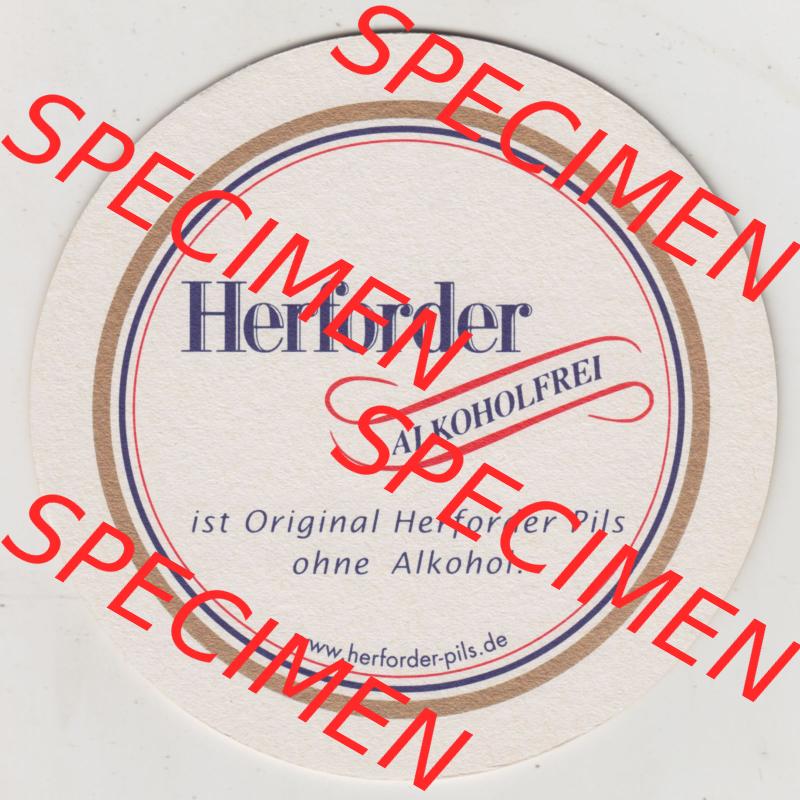 SPECIMEN
SPECIMEN
Herforder
ALKOHOLFREI
SPECIMEN
ist Original Herforder Pils
ohne Alkohol.
SPECIMEN
www.herforder-pils.de